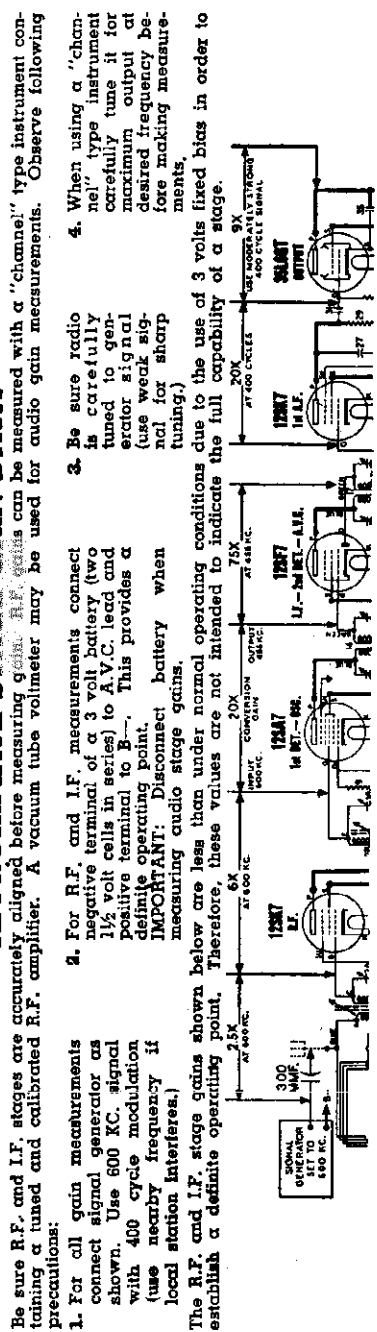 Be sure R.F. and I.F. stages are accurately aligned before measuring gain. R.F. gains can be measured with a "channel" type instrument con-
taining a tuned and calibrated R.F. amplifier. A vacuum tube voltmeter may be used for audio gain measurements. Observe following
precautions:
1. For all gain measurements
connect signal generator as
shown. Use 600 KC. signal
with 400 cycle modulation
(use nearby frequency if
local station interferes.)
2. For R.F. and I.F. measurements connect
negative terminal of a 3 volt battery (two
1½ volt cells in series) to A.V.C. lead and
positive terminal to B—. This provides a
definite operating point.
IMPORTANT: Disconnect battery when
measuring audio stage gains.
3. Be sure radio
is carefully
tuned to gen-
erator signal
(use weak sig-
nal for sharp
tuning.)
4. When using a "chan-
nel" type instrument
carefully tune it for
maximum output at
desired frequency be-
fore making measure-
ments.
The R.F. and I.F. stage gains shown below are less than under normal operating conditions due to the use of 3 volts fixed bias in order to
establish a definite operating point. Therefore, these values are not intended to indicate the full capability of a stage.
2.5X
AT 600 KC.
6X
AT 600 KC.
20X
CONVERSION
GAIN
INPUT
600 KC.
OUTPUT
455 KC.
75X
AT 455 KC.
20X
AT 400 CYCLES
9X
USE MODERATELY STRONG
400 CYCLE SIGNAL
SIGNAL
GENERATOR
SET TO
600 KC.
300
MMF.
B-
BLUE
12SK7
R.F.
12SA7
1st DET.-OSC.
12SF7
I.F.-2nd DET.-A.V.C.
GREEN
12SK7
1st A.F.
35L6GT
OUTPUT
27
29
35